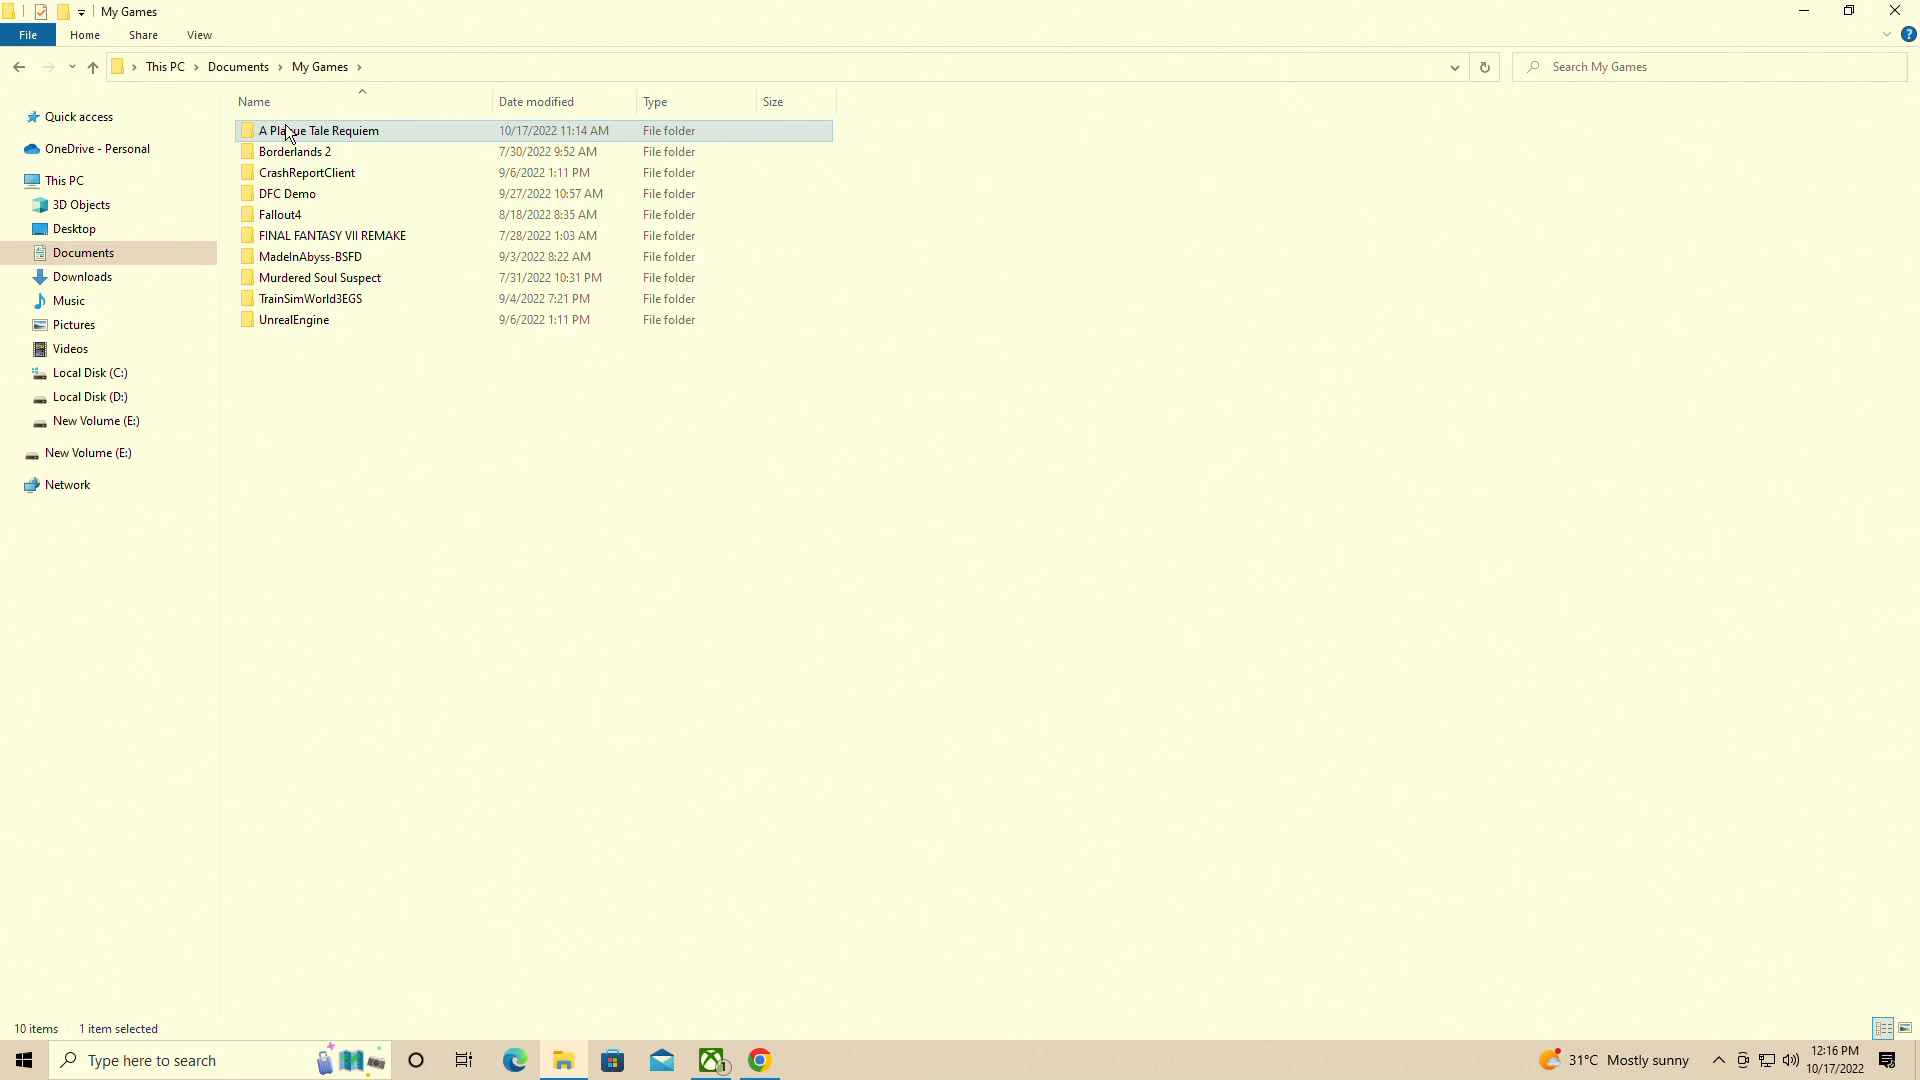 My Games
File Home Share View
This PC Documents My Games
Search My Games
Name Date modified Type Size
A Plague Tale Requiem 10/17/2022 11:14 AM File folder
Borderlands 2 7/30/2022 9:52 AM File folder
CrashReportClient 9/6/2022 1:11 PM File folder
DFC Demo 9/27/2022 10:57 AM File folder
Fallout4 8/18/2022 8:35 AM File folder
FINAL FANTASY VII REMAKE 7/28/2022 1:03 AM File folder
MadeInAbyss-BSFD 9/3/2022 8:22 AM File folder
Murdered Soul Suspect 7/31/2022 10:31 PM File folder
TrainSimWorld3EGS 9/4/2022 7:21 PM File folder
UnrealEngine 9/6/2022 1:11 PM File folder
Quick access
OneDrive - Personal
This PC
3D Objects
Desktop
Documents
Downloads
Music
Pictures
Videos
Local Disk (C:)
Local Disk (D:)
New Volume (E:)
New Volume (E:)
Network
10 items 1 item selected
Type here to search
1
31°C Mostly sunny
12:16 PM
10/17/2022